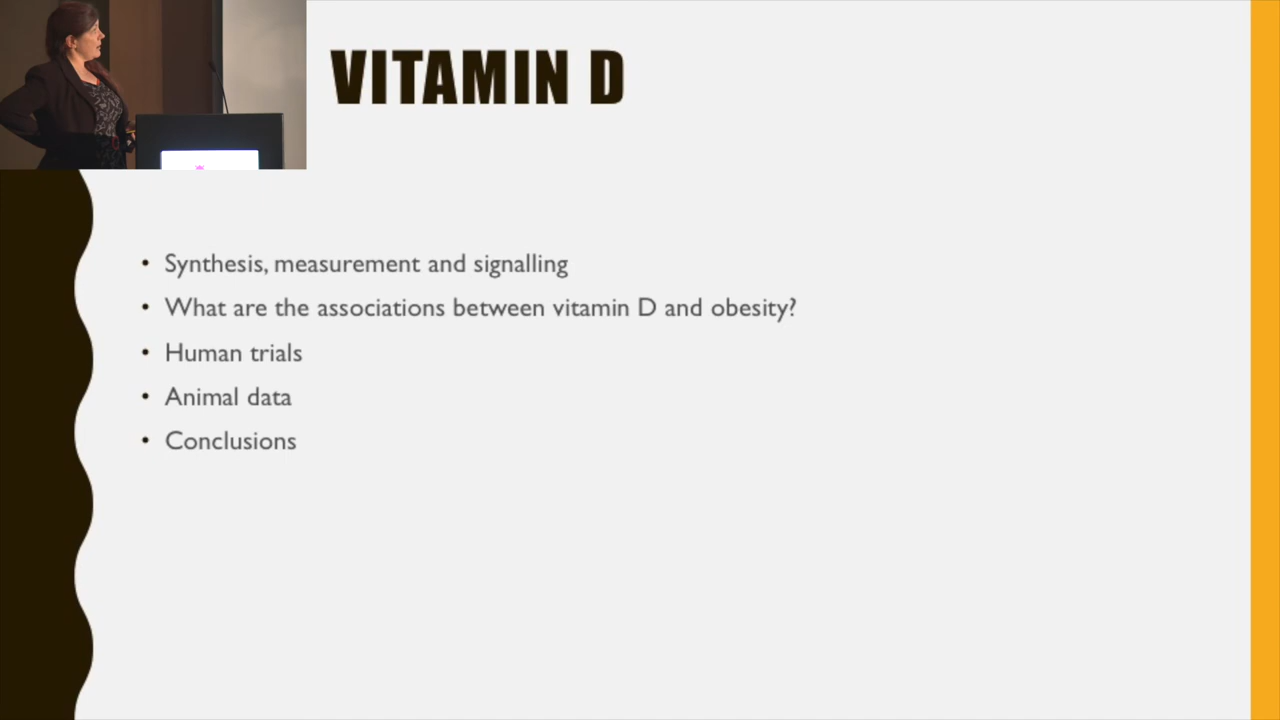 VITAMIN D
• Synthesis, measurement and signalling
• What are the associations between vitamin D and obesity?
• Human trials
• Animal data
• Conclusions